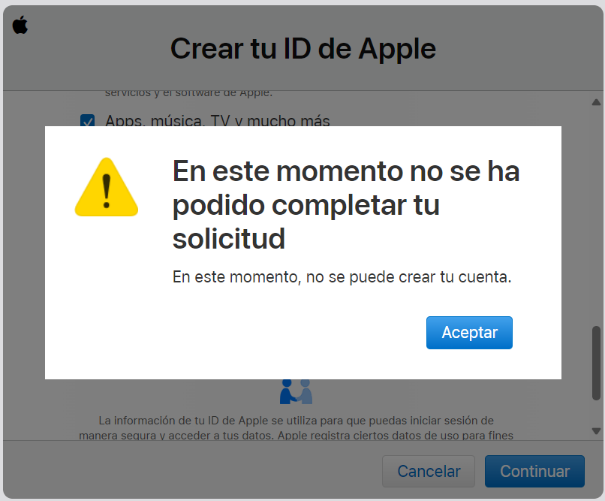 Crear tu ID de Apple
servicios y el software de Apple.
Apps, música, TV y mucho más
En este momento no se ha
podido completar tu
solicitud
En este momento, no se puede crear tu cuenta.
Aceptar
La información de tu ID de Apple se utiliza para que puedas iniciar sesión de
manera segura y acceder a tus datos. Apple registra ciertos datos de uso para fines
Cancelar
Continuar